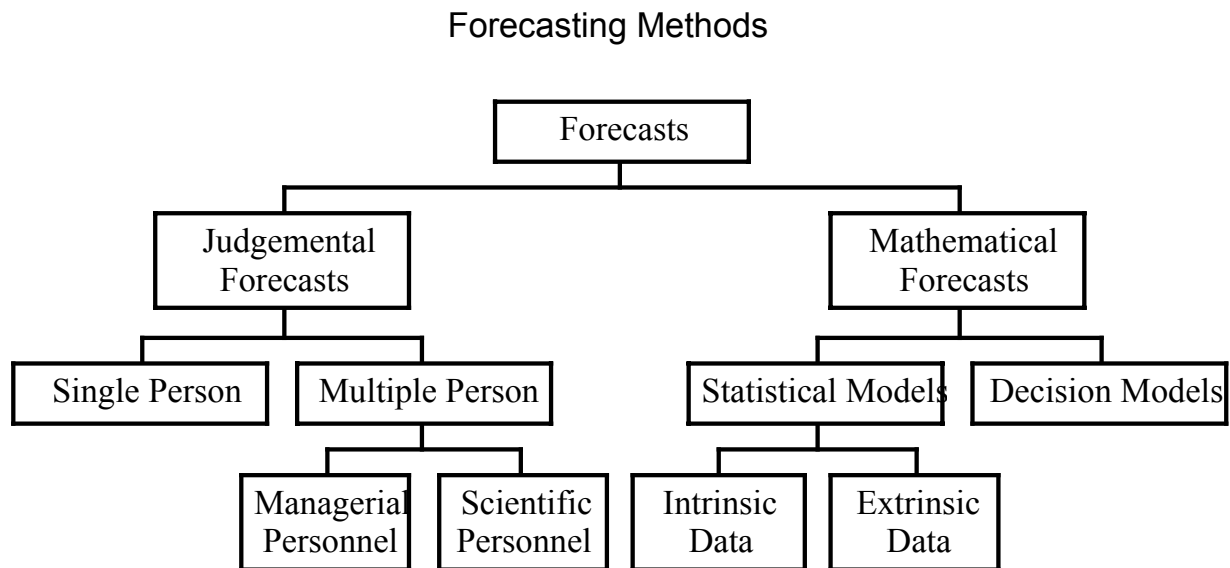 Forecasting Methods
Forecasts
Judgemental
Forecasts
Mathematical
Forecasts
Single Person
Multiple Person
Statistical Models
Decision Models
Managerial
Personnel
Scientific
Personnel
Intrinsic
Data
Extrinsic
Data